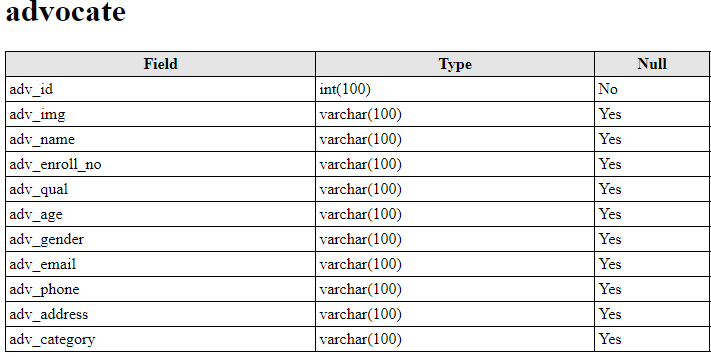 advocate
Field Type Null
adv_id int(100) No
adv_img varchar(100) Yes
adv_name varchar(100) Yes
adv_enroll_no varchar(100) Yes
adv_qual varchar(100) Yes
adv_age varchar(100) Yes
adv_gender varchar(100) Yes
adv_email varchar(100) Yes
adv_phone varchar(100) Yes
adv_address varchar(100) Yes
adv_category varchar(100) Yes